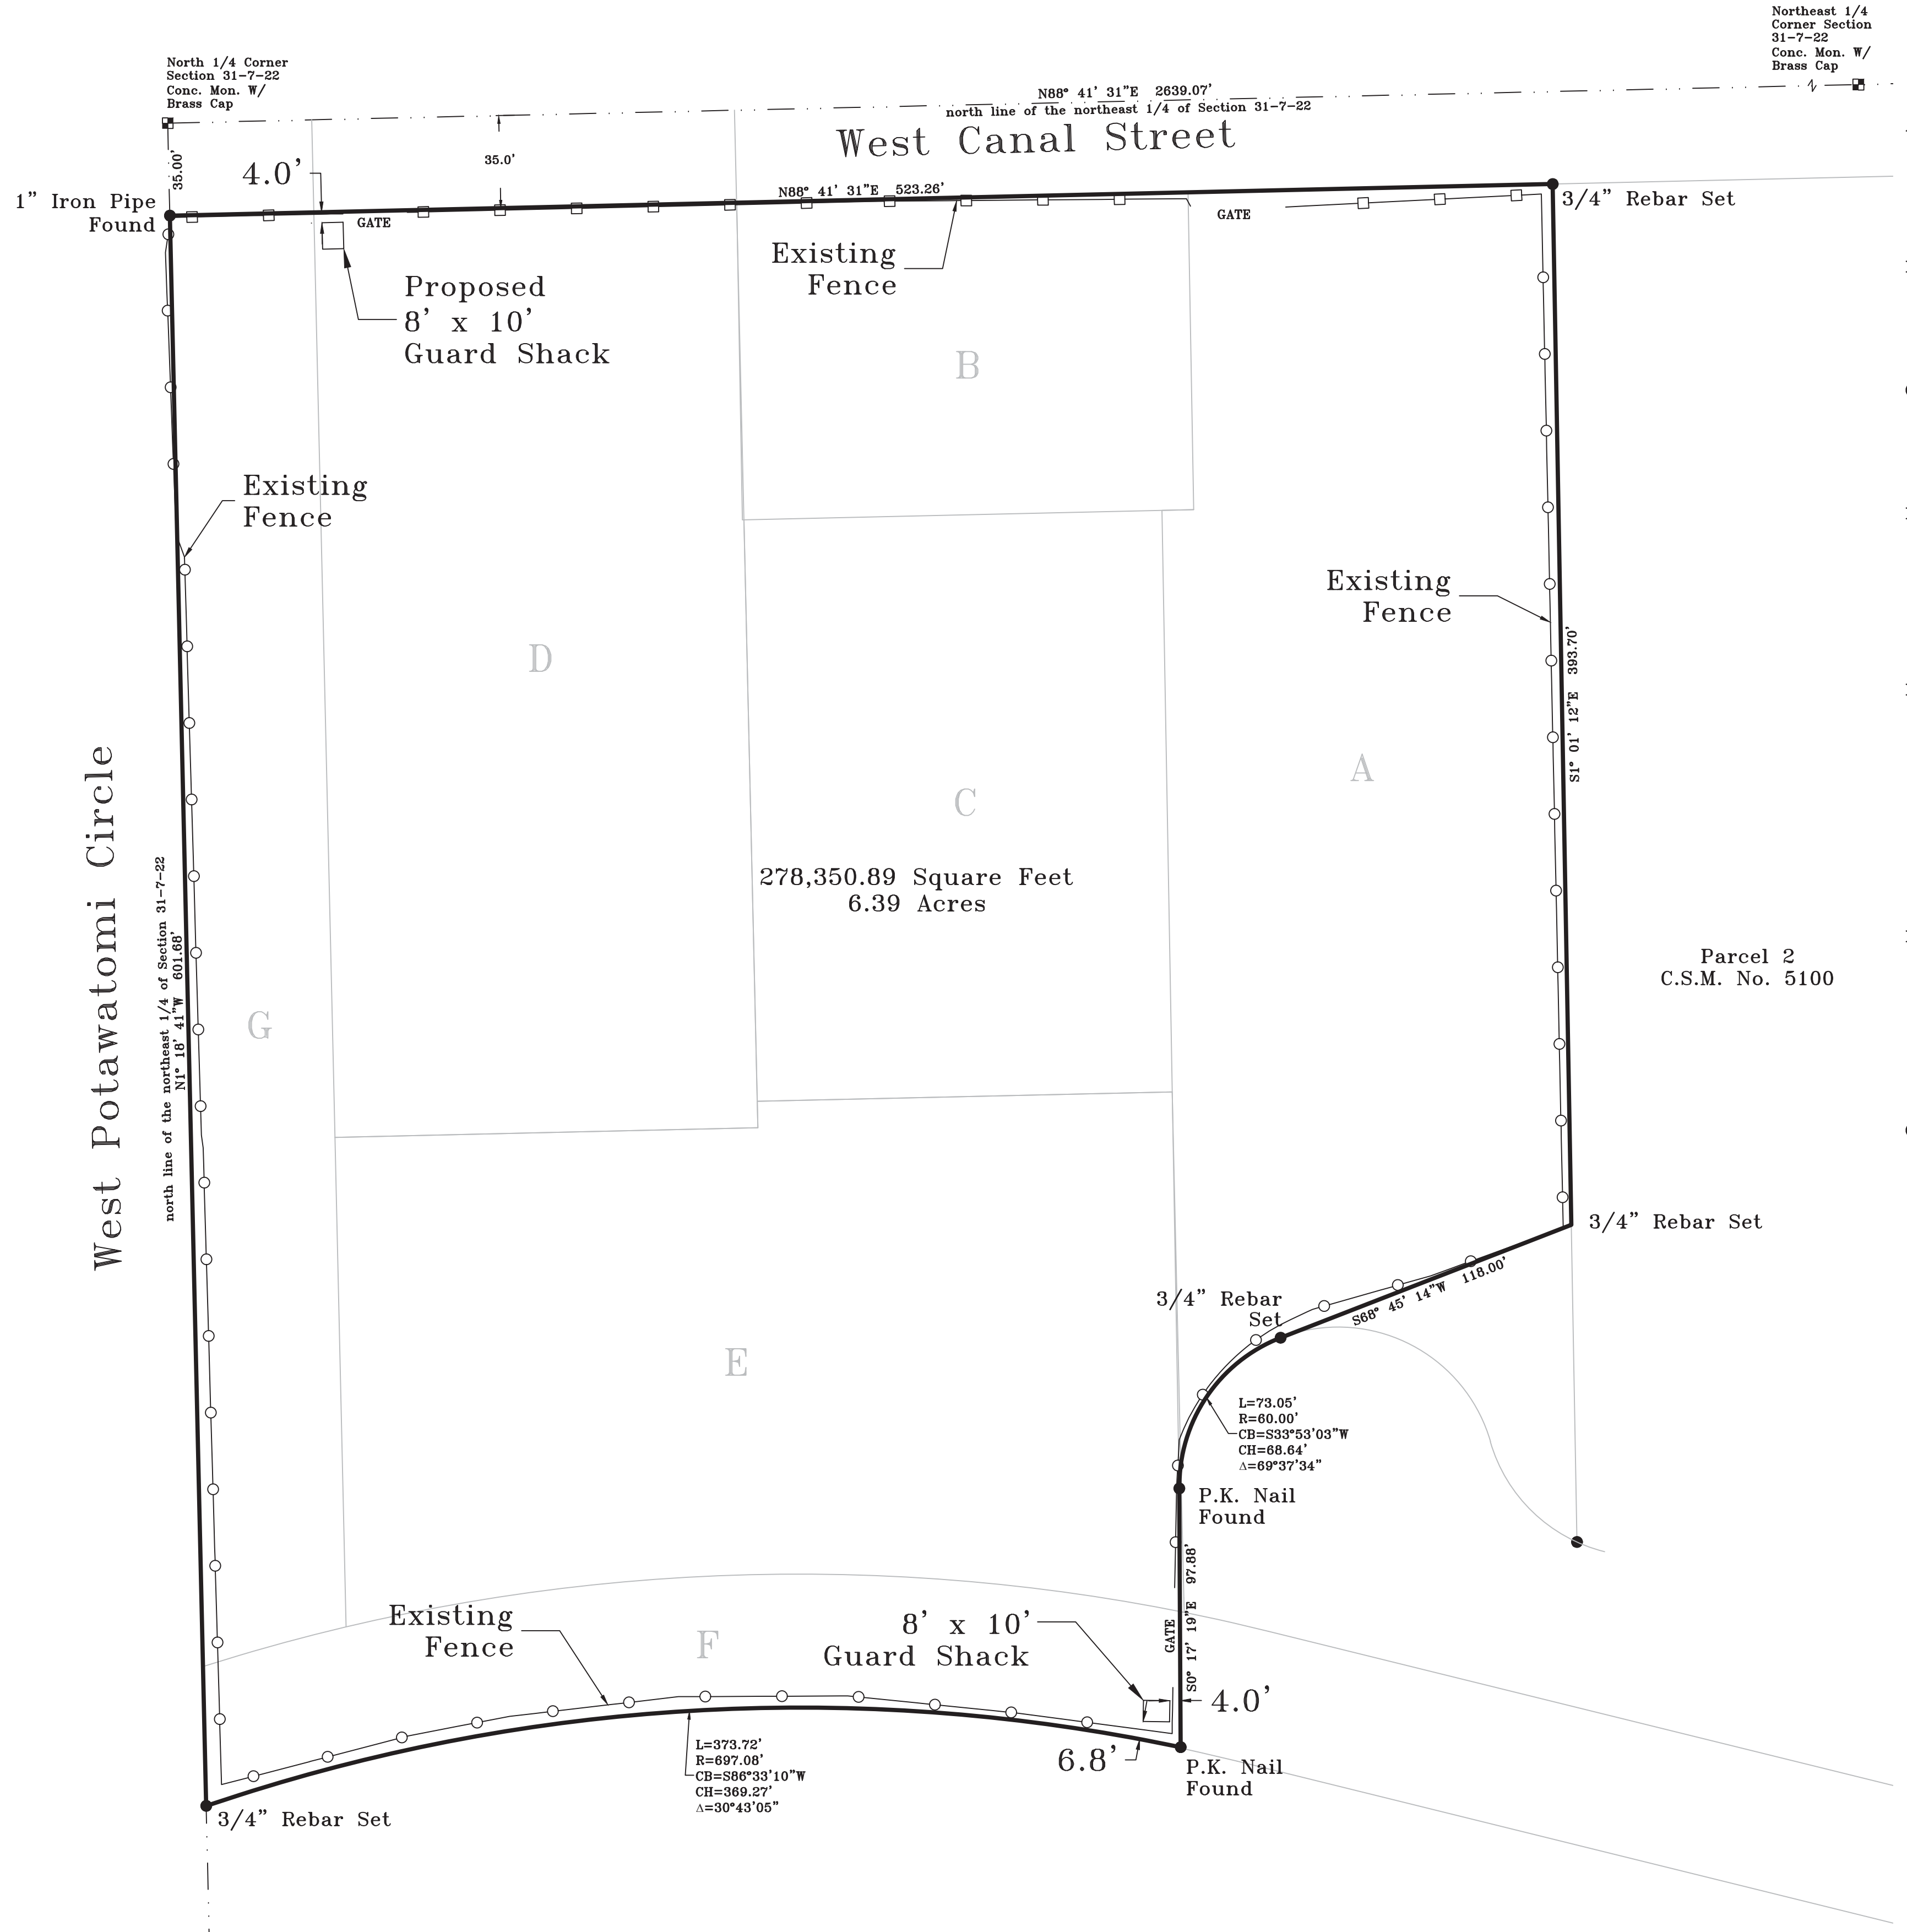 North 1/4 Corner
Section 31-7-22
Conc. Mon. W/
Brass Cap
Northeast 1/4
Corner Section
31-7-22
Conc. Mon. W/
Brass Cap
N88° 41' 31"E 2639.07'
north line of the northeast 1/4 of Section 31-7-22
West Canal Street
35.00'
4.0'
35.0'
1" Iron Pipe
Found
N88° 41' 31"E 523.26'
3/4" Rebar Set
GATE
GATE
Existing
Fence
Proposed
8' x 10'
Guard Shack
B
Existing
Fence
Existing
Fence
D
S1° 01' 12"E 393.70'
A
C
278,350.89 Square Feet
6.39 Acres
West Potawatomi Circle
north line of the northeast 1/4 of Section 31-7-22
N1° 18' 41"W 601.68'
Parcel 2
C.S.M. No. 5100
G
3/4" Rebar Set
3/4" Rebar
Set
S68° 45' 14"W 118.00'
E
L=73.05'
R=60.00'
CB=S33°53'03"W
CH=68.64'
Δ=69°37'34"
P.K. Nail
Found
S0° 17' 19"E 97.88'
GATE
Existing
Fence
F
8' x 10'
Guard Shack
4.0'
L=373.72'
R=697.08'
CB=S86°33'10"W
CH=369.27'
Δ=30°43'05"
6.8'
P.K. Nail
Found
3/4" Rebar Set